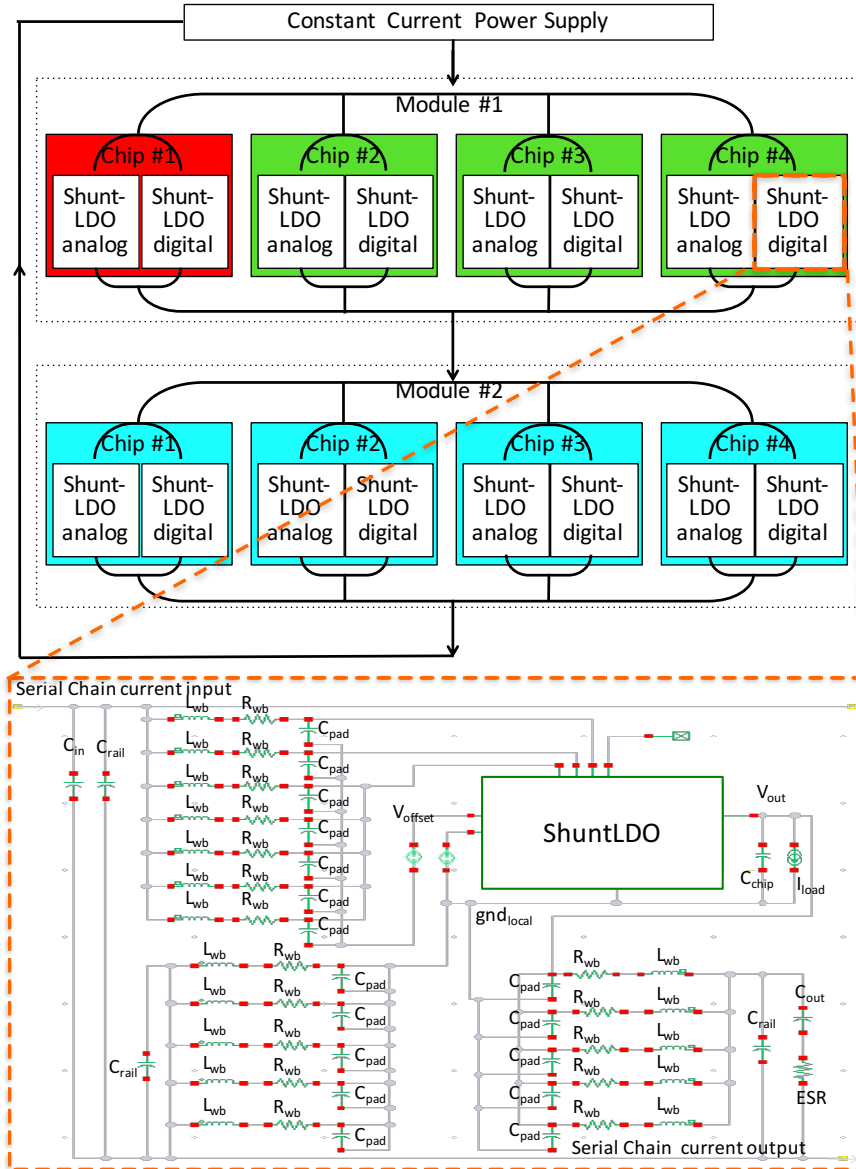 Constant Current Power Supply
Module #1
Chip #1
Chip #2
Chip #3
Chip #4
Shunt-
LDO
analog
Shunt-
LDO
digital
Shunt-
LDO
analog
Shunt-
LDO
digital
Shunt-
LDO
analog
Shunt-
LDO
digital
Shunt-
LDO
analog
Shunt-
LDO
digital
Module #2
Chip #1
Chip #2
Chip #3
Chip #4
Shunt-
LDO
analog
Shunt-
LDO
digital
Shunt-
LDO
analog
Shunt-
LDO
digital
Shunt-
LDO
analog
Shunt-
LDO
digital
Shunt-
LDO
analog
Shunt-
LDO
digital
Serial Chain current input
Cin
Crail
Lwb
Rwb
Cpad
Lwb
Rwb
Cpad
Lwb
Rwb
Cpad
Lwb
Rwb
Cpad
Lwb
Rwb
Cpad
Lwb
Rwb
Cpad
Lwb
Rwb
Cpad
Voffset
ShuntLDO
Vout
Cchip
Iload
gndlocal
Crail
Lwb
Rwb
Cpad
Lwb
Rwb
Cpad
Lwb
Rwb
Cpad
Lwb
Rwb
Cpad
Lwb
Rwb
Cpad
Cpad
Rwb
Lwb
Cpad
Rwb
Lwb
Cpad
Rwb
Lwb
Cpad
Rwb
Lwb
Cpad
Rwb
Lwb
Crail
Cout
ESR
Serial Chain current output